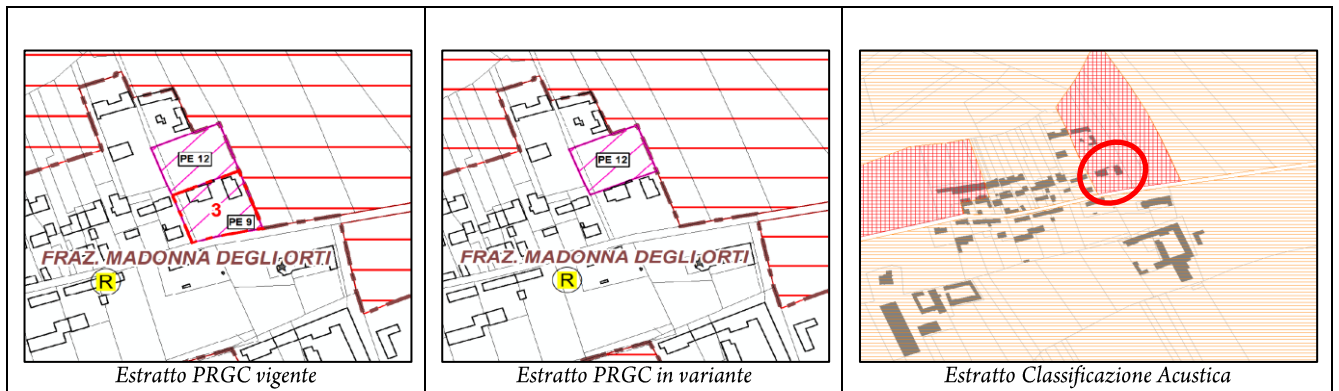 PE 12
3
PE 9
FRAZ. MADONNA DEGLI ORTI
R
Estratto PRGC vigente
PE 12
FRAZ. MADONNA DEGLI ORTI
R
Estratto PRGC in variante
Estratto Classificazione Acustica